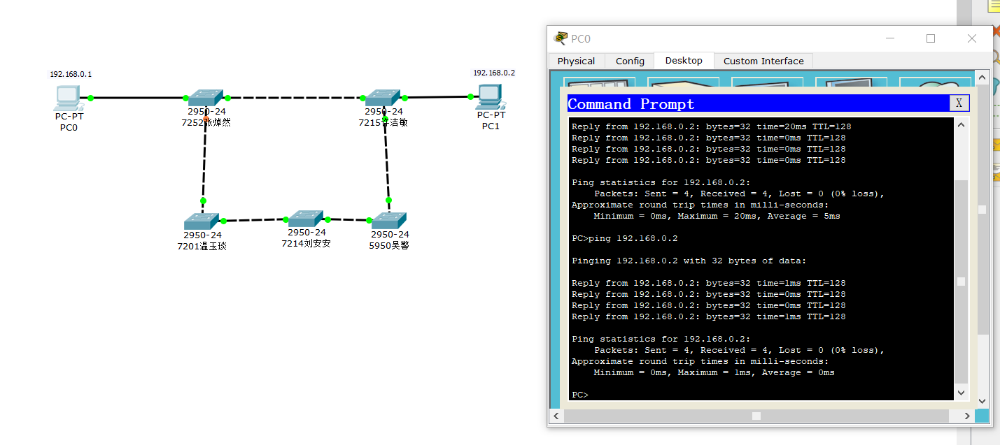 192.168.0.1
192.168.0.2
PC-PT
PC0
2950-24
7252张焯然
2950-24
7215许洁敏
PC-PT
PC1
2950-24
7201温玉琰
2950-24
7214刘安安
2950-24
5950吴警
PC0
Physical
Config
Desktop
Custom Interface
Command Prompt
X
Reply from 192.168.0.2: bytes=32 time=20ms TTL=128
Reply from 192.168.0.2: bytes=32 time=0ms TTL=128
Reply from 192.168.0.2: bytes=32 time=0ms TTL=128
Reply from 192.168.0.2: bytes=32 time=0ms TTL=128
Ping statistics for 192.168.0.2:
Packets: Sent = 4, Received = 4, Lost = 0 (0% loss),
Approximate round trip times in milli-seconds:
Minimum = 0ms, Maximum = 20ms, Average = 5ms
PC>ping 192.168.0.2
Pinging 192.168.0.2 with 32 bytes of data:
Reply from 192.168.0.2: bytes=32 time=1ms TTL=128
Reply from 192.168.0.2: bytes=32 time=0ms TTL=128
Reply from 192.168.0.2: bytes=32 time=0ms TTL=128
Reply from 192.168.0.2: bytes=32 time=1ms TTL=128
Ping statistics for 192.168.0.2:
Packets: Sent = 4, Received = 4, Lost = 0 (0% loss),
Approximate round trip times in milli-seconds:
Minimum = 0ms, Maximum = 1ms, Average = 0ms
PC>